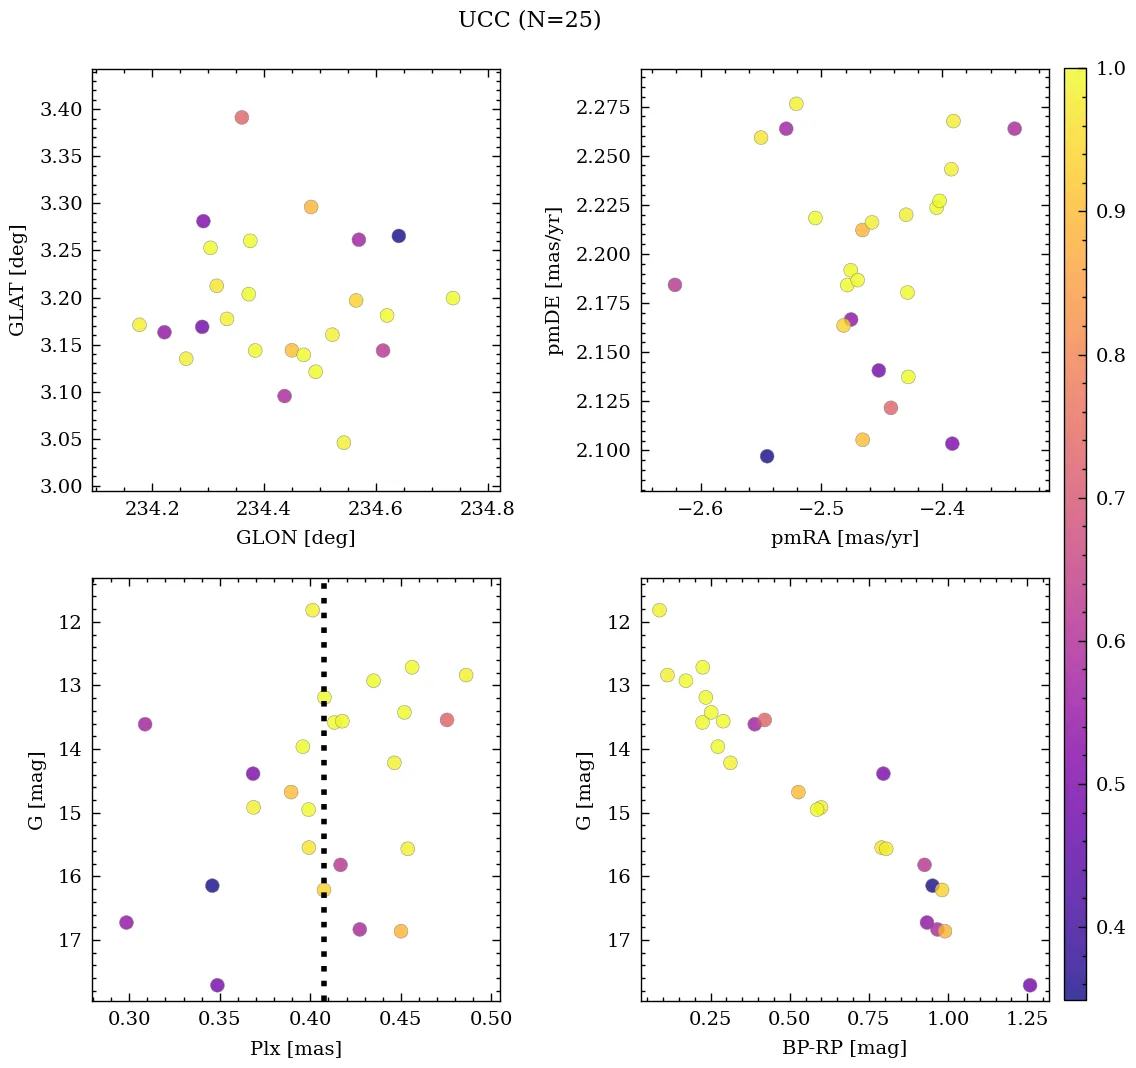 UCC (N=25)
3.40
3.35
3.30
3.25
3.20
3.15
3.10
3.05
3.00
GLAT [deg]
234.2 234.4 234.6 234.8
GLON [deg]
2.275
2.250
2.225
2.200
2.175
2.150
2.125
2.100
pmDE [mas/yr]
−2.6 −2.5 −2.4
pmRA [mas/yr]
1.0
0.9
0.8
0.7
0.6
0.5
0.4
12
13
14
15
16
17
G [mag]
0.30 0.35 0.40 0.45 0.50
Plx [mas]
12
13
14
15
16
17
G [mag]
0.25 0.50 0.75 1.00 1.25
BP-RP [mag]